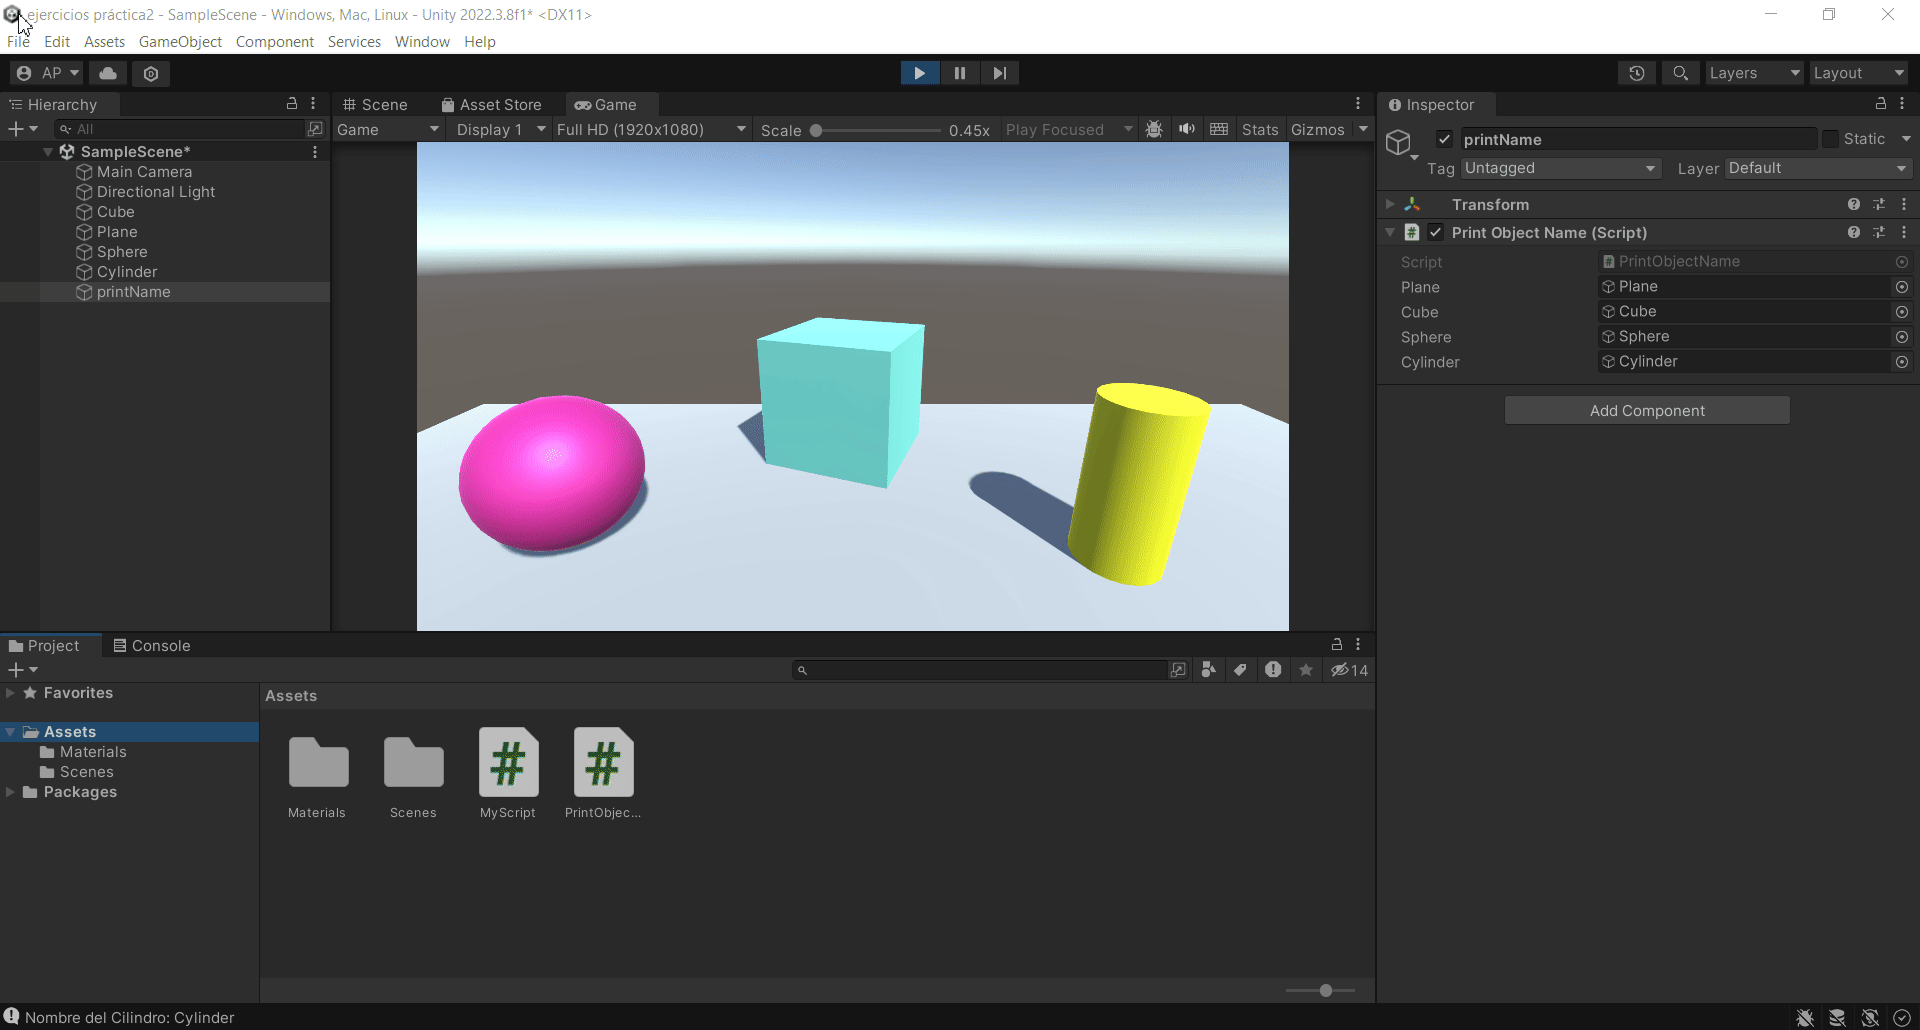 ejercicios práctica2 - SampleScene - Windows, Mac, Linux - Unity 2022.3.8f1* <DX11>
File Edit Assets GameObject Component Services Window Help
AP Layers Layout
Hierarchy
All
SampleScene*
Main Camera
Directional Light
Cube
Plane
Sphere
Cylinder
printName
Scene Asset Store Game
Game Display 1 Full HD (1920x1080) Scale 0.45x Play Focused Stats Gizmos
Inspector
printName Static
Tag Untagged Layer Default
Transform
# Print Object Name (Script)
Script # PrintObjectName
Plane Plane
Cube Cube
Sphere Sphere
Cylinder Cylinder
Add Component
Project Console
14
Favorites
Assets
Materials
Scenes
Packages
Assets
# #
Materials Scenes MyScript PrintObjec...
Nombre del Cilindro: Cylinder